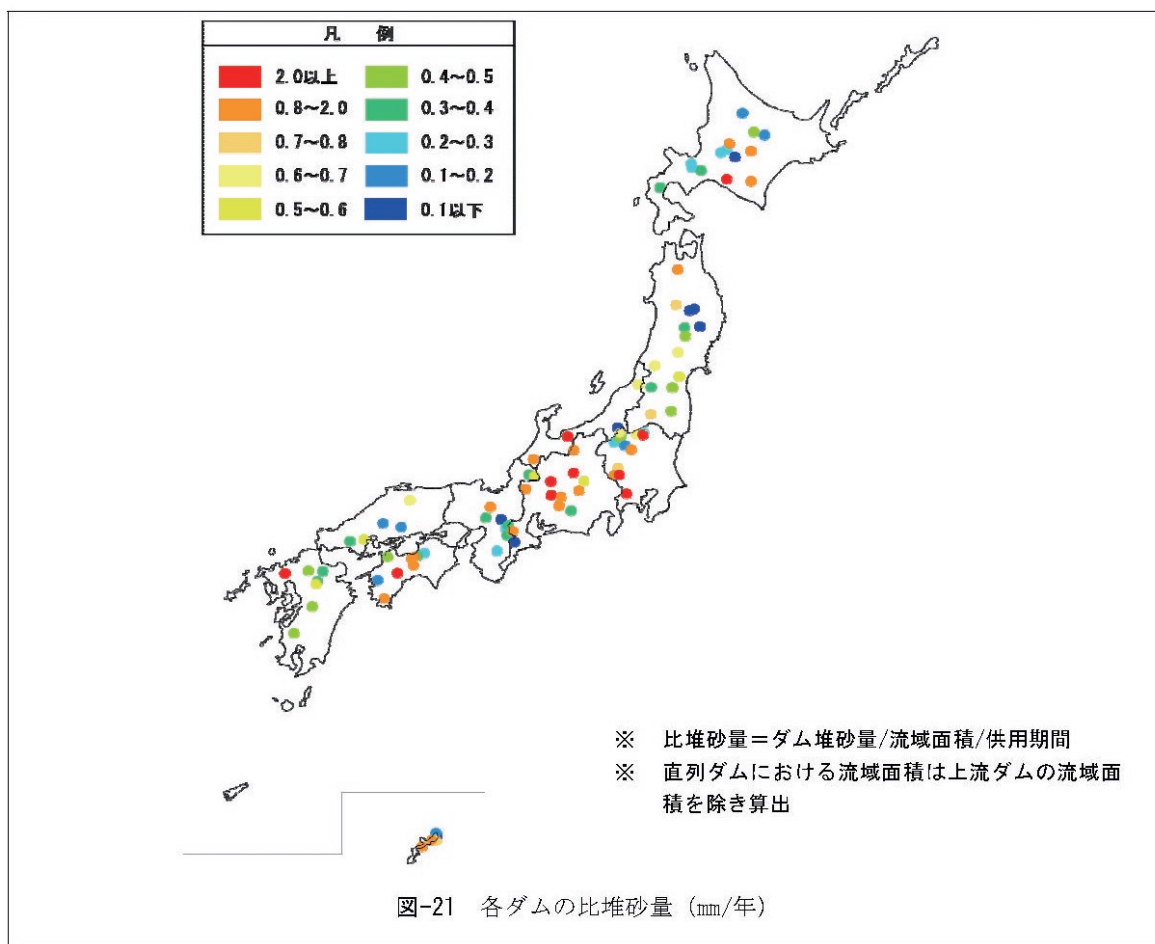 凡 例
2.0以上 0.4～0.5
0.8～2.0 0.3～0.4
0.7～0.8 0.2～0.3
0.6～0.7 0.1～0.2
0.5～0.6 0.1以下
※ 比堆砂量＝ダム堆砂量/流域面積/供用期間
※ 直列ダムにおける流域面積は上流ダムの流域面
積を除き算出
図-21 各ダムの比堆砂量（㎜/年）